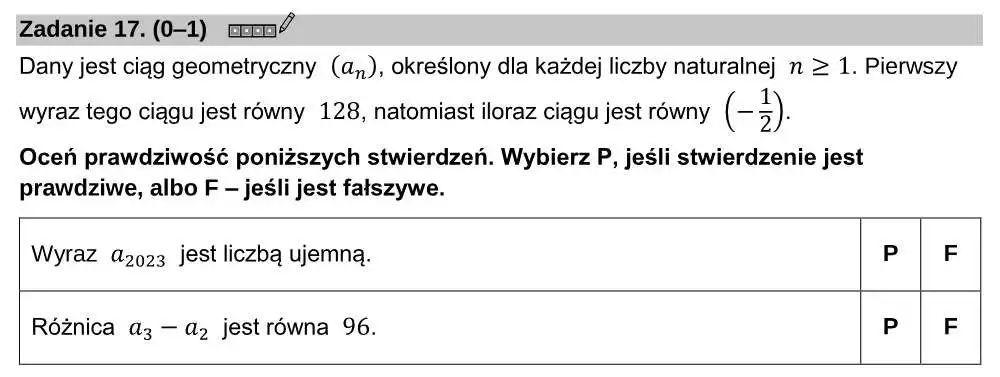 Zadanie 17. (0–1)
Dany jest ciąg geometryczny (aₙ), określony dla każdej liczby naturalnej n ≥ 1. Pierwszy
wyraz tego ciągu jest równy 128, natomiast iloraz ciągu jest równy (−1/2).
Oceń prawdziwość poniższych stwierdzeń. Wybierz P, jeśli stwierdzenie jest
prawdziwe, albo F – jeśli jest fałszywe.
Wyraz a₂₀₂₃ jest liczbą ujemną. P F
Różnica a₃ − a₂ jest równa 96. P F